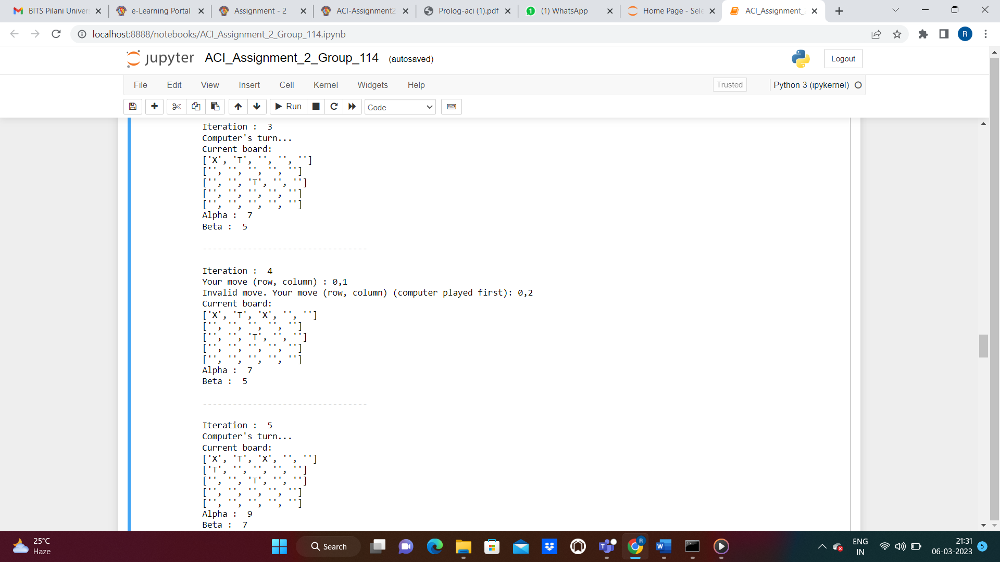 BITS Pilani Univers
e-Learning Portal
Assignment - 2
ACI-Assignment2
Prolog-aci (1).pdf
(1) WhatsApp
Home Page - Sele
ACI_Assignment_2
localhost:8888/notebooks/ACI_Assignment_2_Group_114.ipynb
R
jupyter ACI_Assignment_2_Group_114 (autosaved)
Logout
File Edit View Insert Cell Kernel Widgets Help
Trusted
Python 3 (ipykernel)
Run
Code
Iteration :  3
Computer's turn...
Current board:
['X', 'T', '', '', '']
['', '', '', '', '']
['', '', 'T', '', '']
['', '', '', '', '']
['', '', '', '', '']
Alpha :  7
Beta :  5
---------------------------------
Iteration :  4
Your move (row, column) : 0,1
Invalid move. Your move (row, column) (computer played first): 0,2
Current board:
['X', 'T', 'X', '', '']
['', '', '', '', '']
['', '', 'T', '', '']
['', '', '', '', '']
['', '', '', '', '']
Alpha :  7
Beta :  5
---------------------------------
Iteration :  5
Computer's turn...
Current board:
['X', 'T', 'X', '', '']
['T', '', '', '', '']
['', '', 'T', '', '']
['', '', '', '', '']
['', '', '', '', '']
Alpha :  9
Beta :  7
25°C
Haze
Search
ENG
IN
21:31
06-03-2023
5